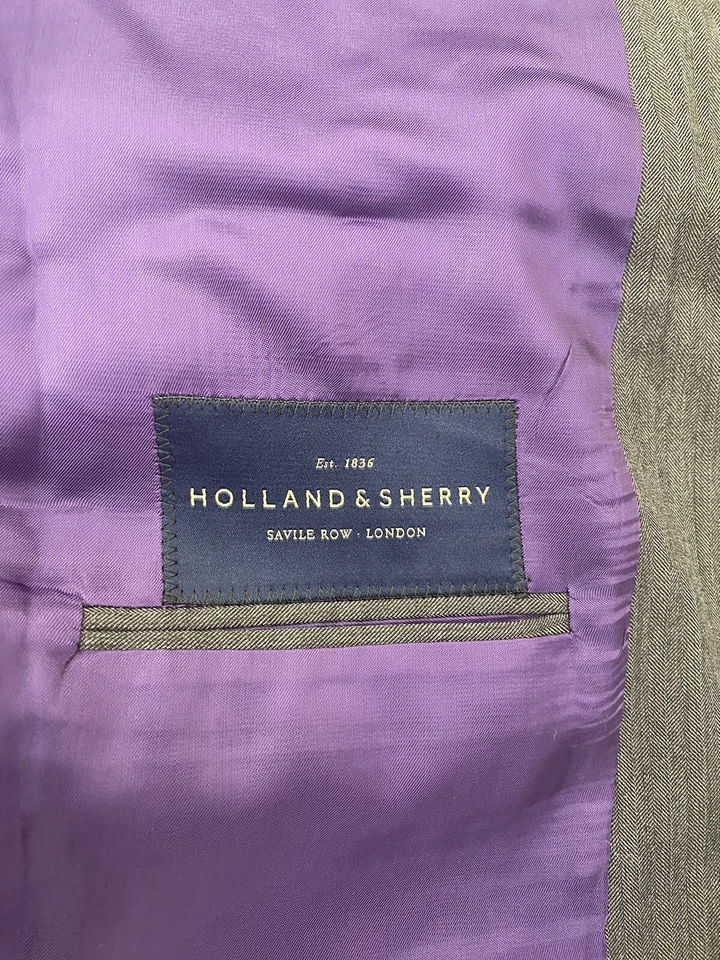 Est. 1836
HOLLAND & SHERRY
SAVILE ROW · LONDON